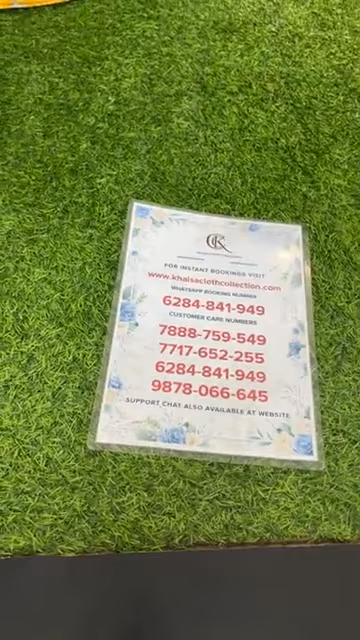 CK
FOR INSTANT BOOKINGS VISIT
www.khalsaclothcollection.com
WHATSAPP BOOKING NUMBER
6284-841-949
CUSTOMER CARE NUMBERS
7888-759-549
7717-652-255
6284-841-949
9878-066-645
SUPPORT CHAT ALSO AVAILABLE AT WEBSITE